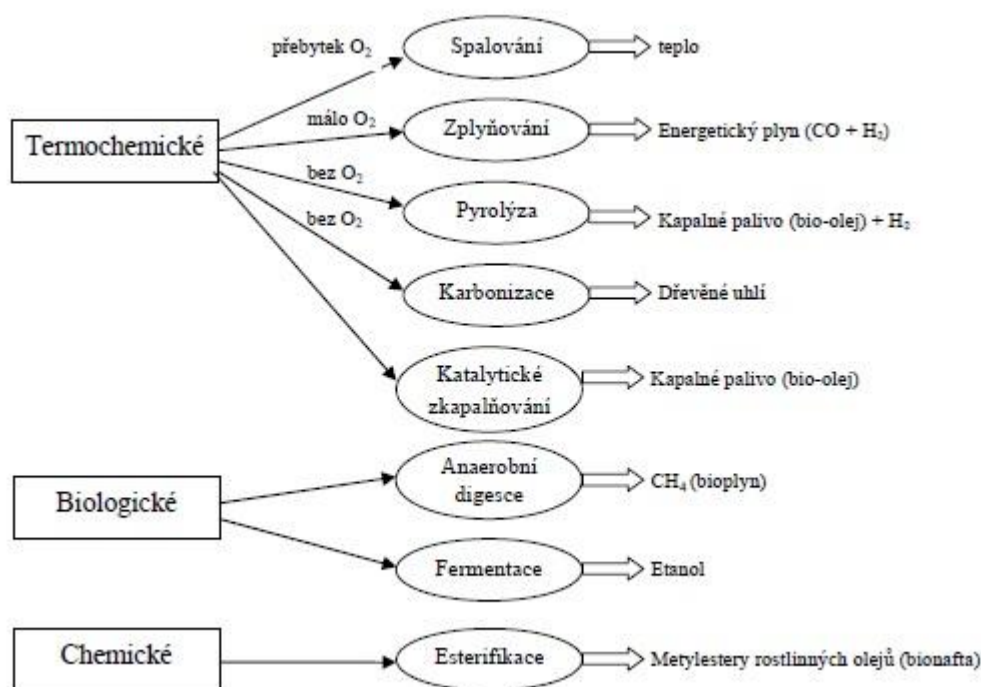 přebytek O₂
Spalování
teplo
málo O₂
Zplyňování
Energetický plyn (CO + H₂)
Termochemické
bez O₂
Pyrolýza
Kapalné palivo (bio-olej) + H₂
bez O₂
Karbonizace
Dřevěné uhlí
Katalytické
zkapalňování
Kapalné palivo (bio-olej)
Biologické
Anaerobní
digesce
CH₄ (bioplyn)
Fermentace
Etanol
Chemické
Esterifikace
Metylestery rostlinných olejů (bionafta)